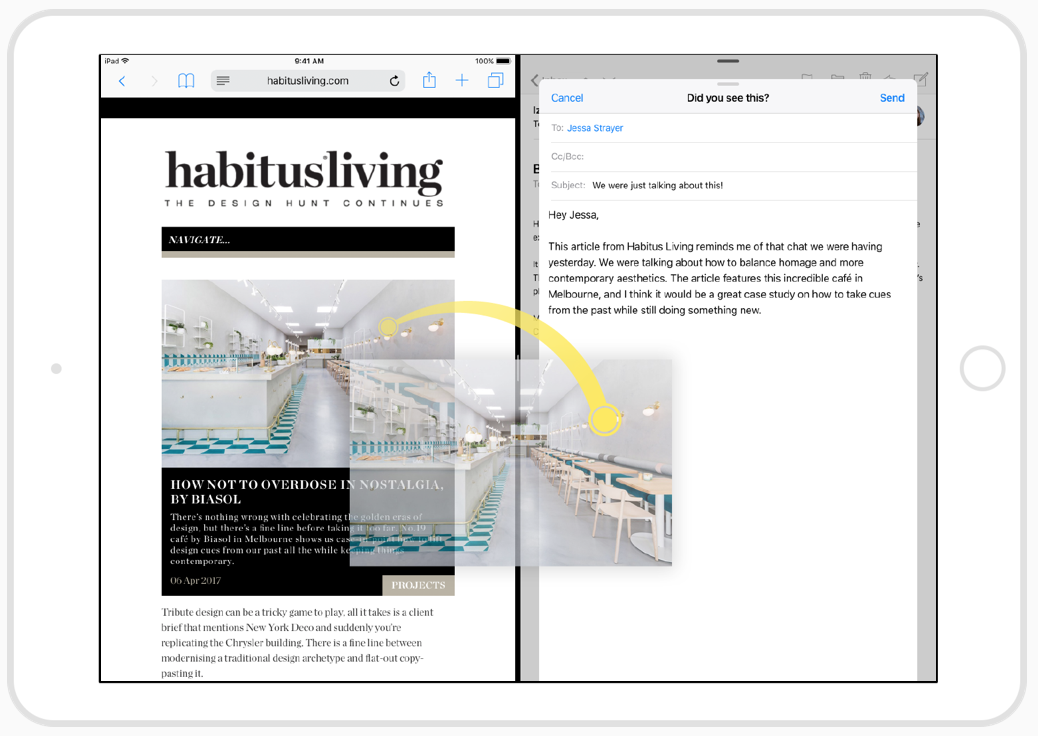 iPad
9:41 AM
100%
habitusliving.com
habitusliving
THE DESIGN HUNT CONTINUES
NAVIGATE...
HOW NOT TO OVERDOSE IN NOSTALGIA,
BY BIASOL
There's nothing wrong with celebrating the golden eras of
design, but there's a fine line before taking it too far. No.19
café by Biasol in Melbourne shows us
design cues from our past all the while keeping things
contemporary.
06 Apr 2017
PROJECTS
Tribute design can be a tricky game to play, all it takes is a client
brief that mentions New York Deco and suddenly you're
replicating the Chrysler building. There is a fine line between
modernising a traditional design archetype and flat-out copy-
pasting it.
Cancel
Did you see this?
Send
To: Jessa Strayer
Cc/Bcc:
Subject: We were just talking about this!
Hey Jessa,
This article from Habitus Living reminds me of that chat we were having
yesterday. We were talking about how to balance homage and more
contemporary aesthetics. The article features this incredible café in
Melbourne, and I think it would be a great case study on how to take cues
from the past while still doing something new.